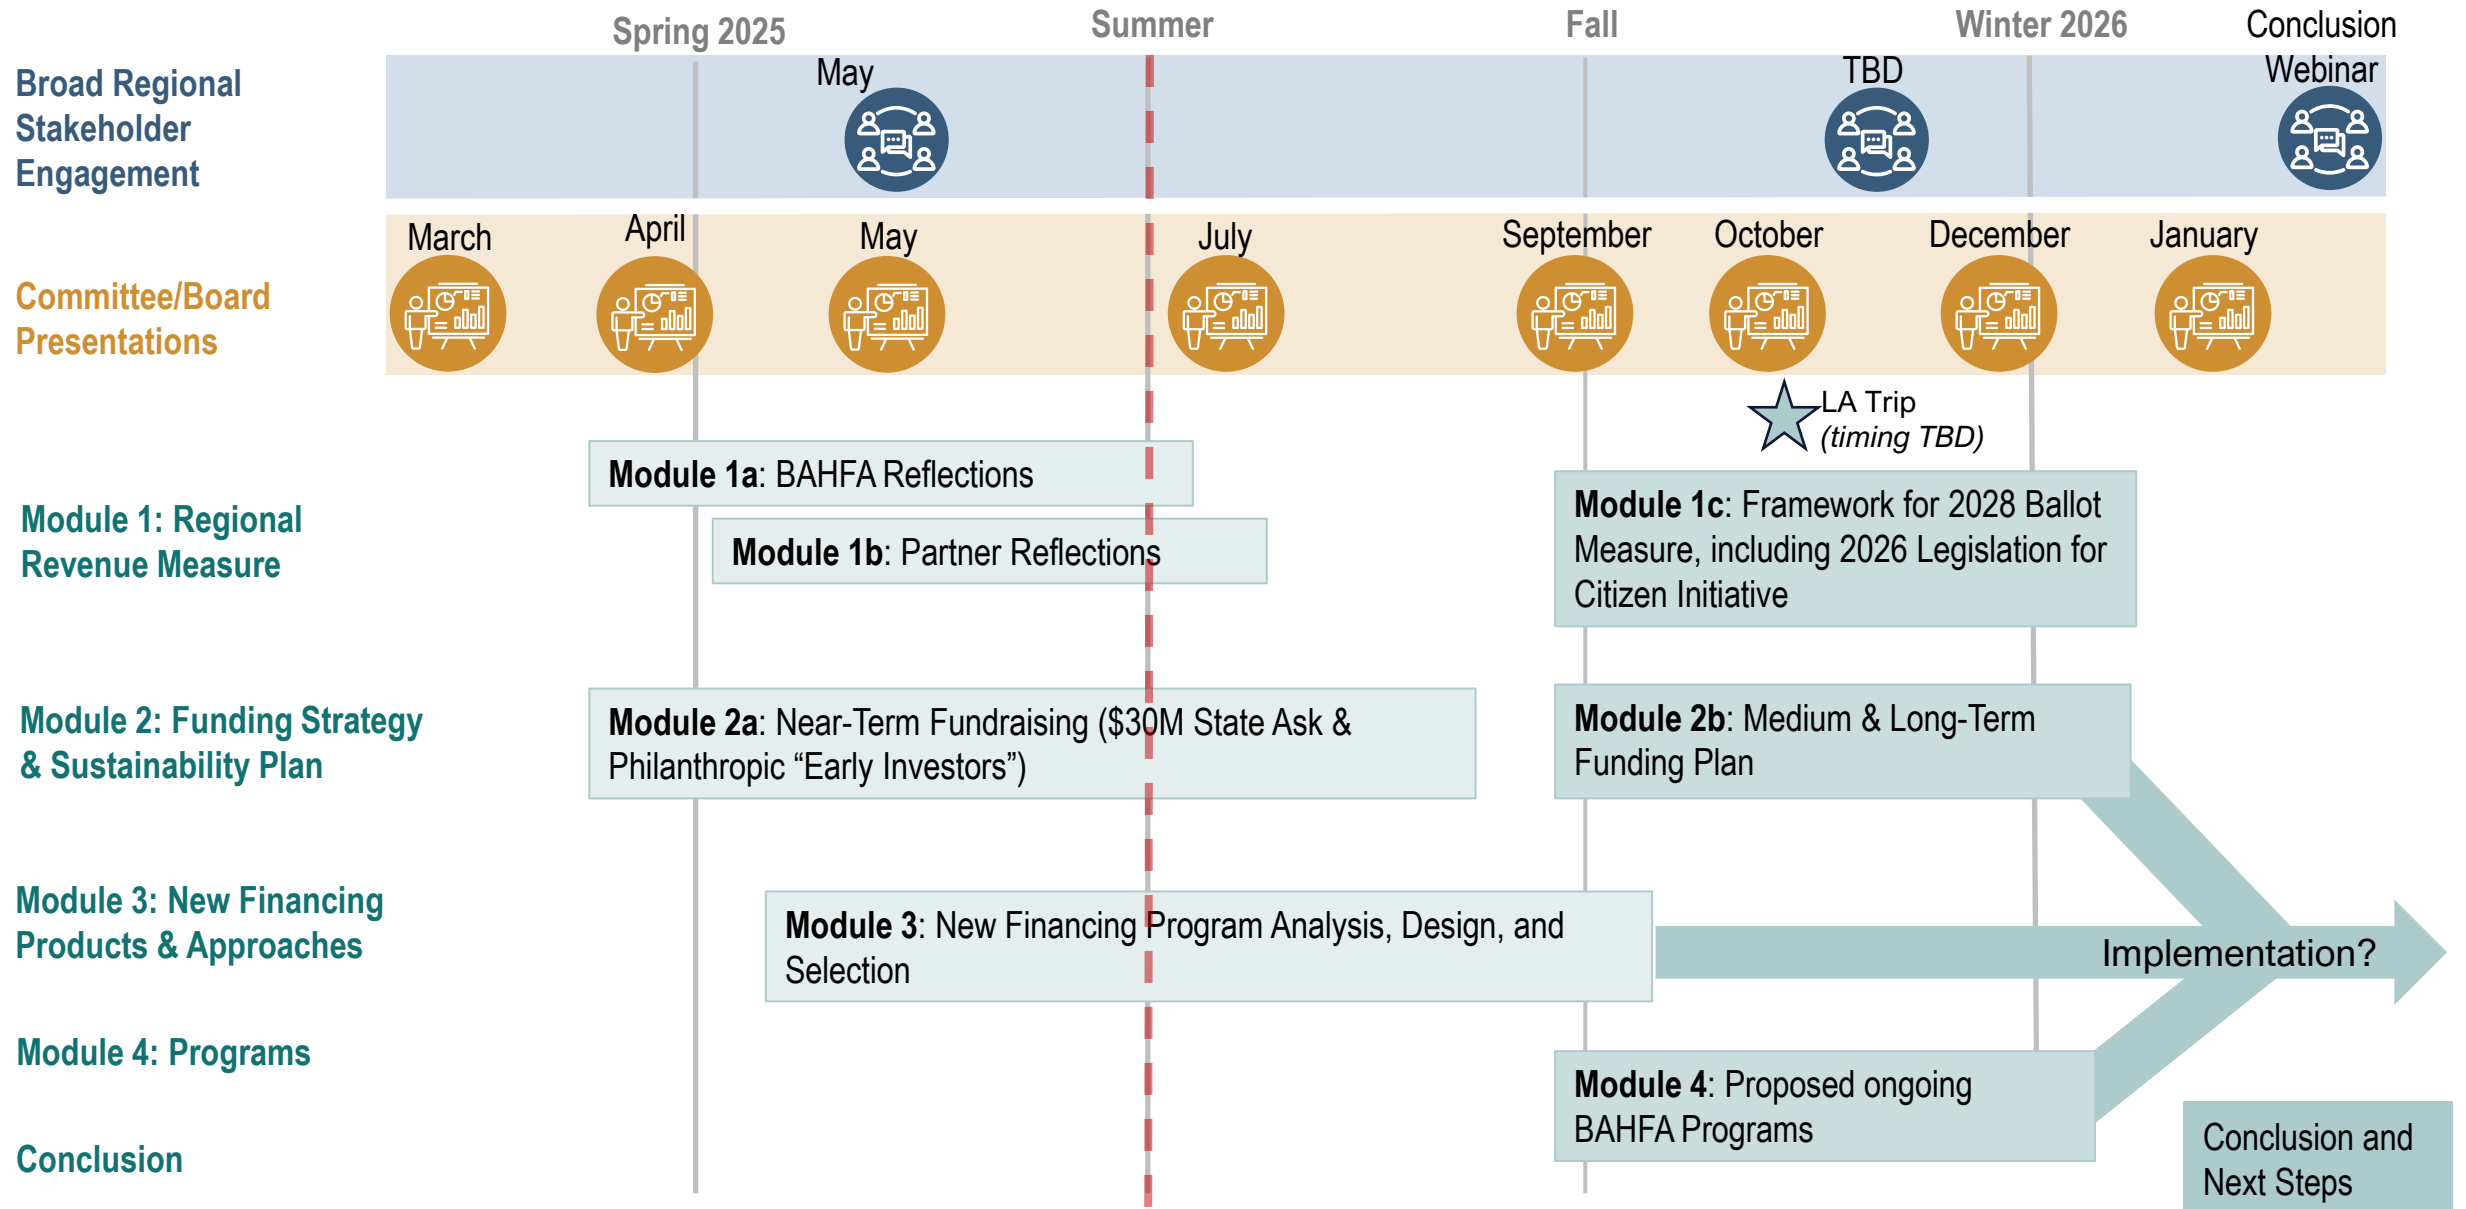 Spring 2025
Summer
Fall
Winter 2026
Conclusion
Webinar
Broad Regional
Stakeholder
Engagement
May
TBD
Committee/Board
Presentations
March
April
May
July
September
October
December
January
LA Trip
(timing TBD)
Module 1: Regional
Revenue Measure
Module 1a: BAHFA Reflections
Module 1b: Partner Reflections
Module 1c: Framework for 2028 Ballot
Measure, including 2026 Legislation for
Citizen Initiative
Module 2: Funding Strategy
& Sustainability Plan
Module 2a: Near-Term Fundraising ($30M State Ask &
Philanthropic “Early Investors”)
Module 2b: Medium & Long-Term
Funding Plan
Module 3: New Financing
Products & Approaches
Module 3: New Financing Program Analysis, Design, and
Selection
Implementation?
Module 4: Programs
Module 4: Proposed ongoing
BAHFA Programs
Conclusion
Conclusion and
Next Steps